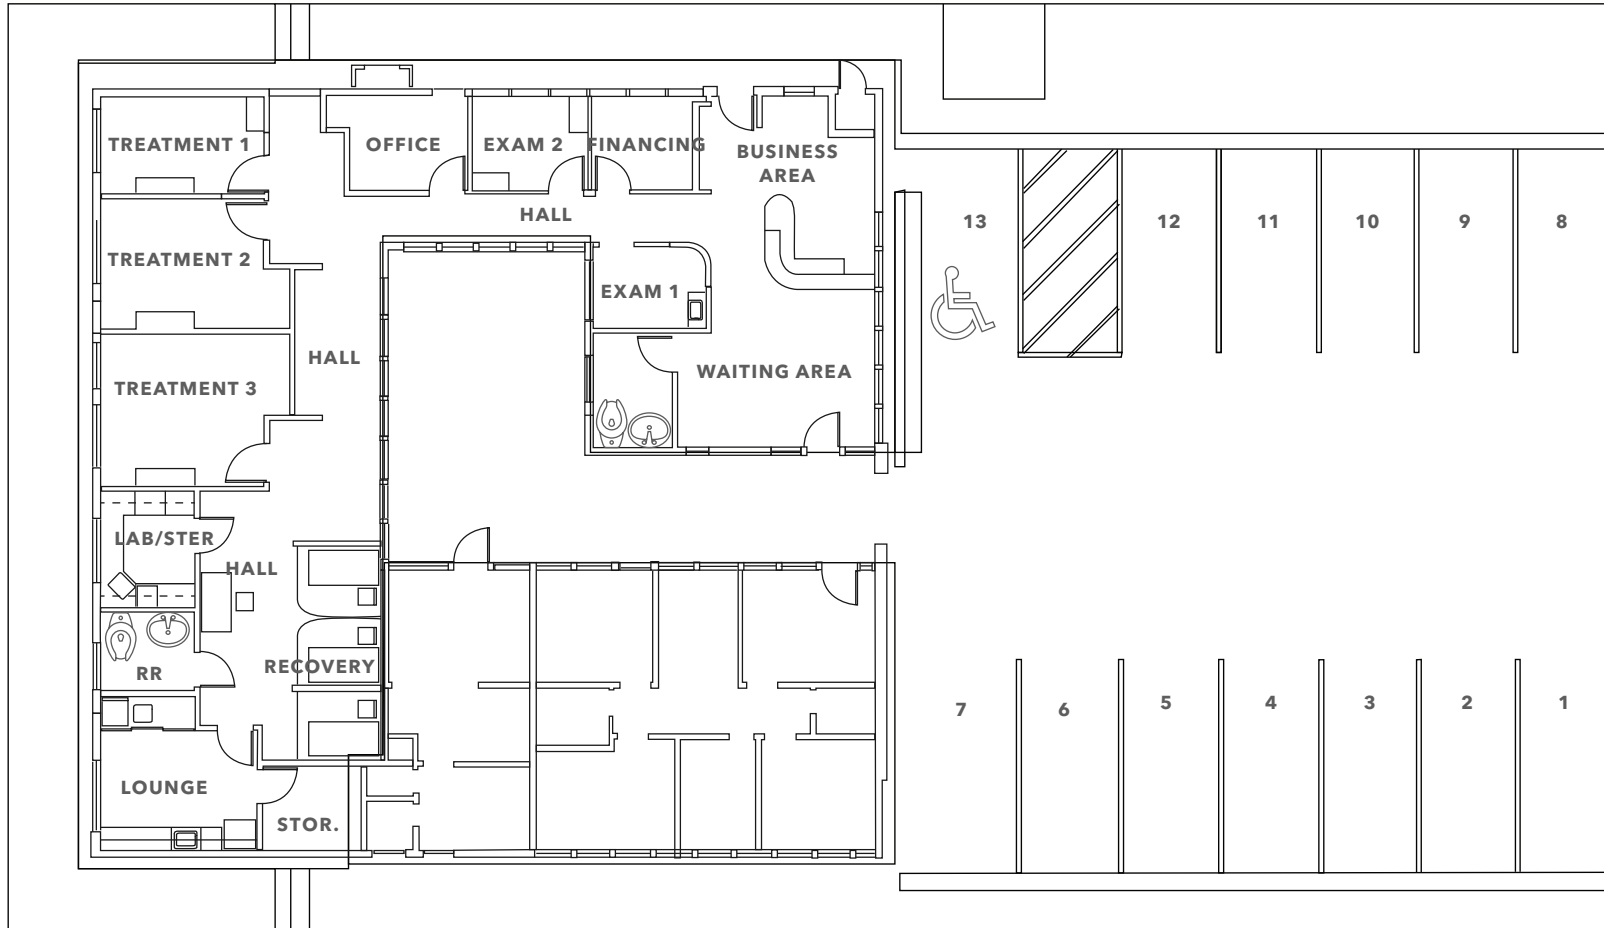 TREATMENT 1
OFFICE
EXAM 2
FINANCING
BUSINESS
AREA
HALL
13
12
11
10
9
8
TREATMENT 2
EXAM 1
HALL
WAITING AREA
TREATMENT 3
LAB/STER
HALL
RECOVERY
RR
7
6
5
4
3
2
1
LOUNGE
STOR.